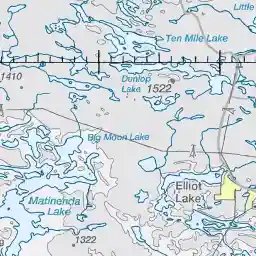 Little
Ten Mile Lake
1410
Dunlop
Lake
1522
Big Moon Lake
Elliot
Lake
Matinenda
Lake
1322